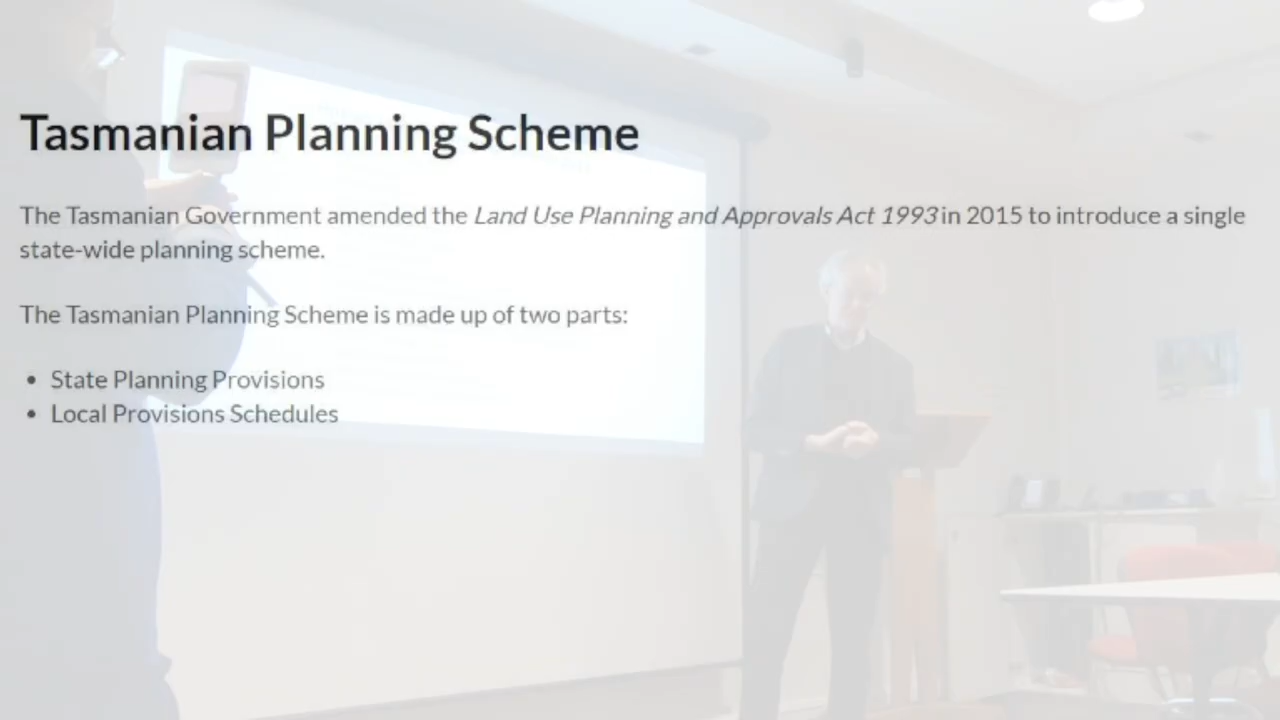 Tasmanian Planning Scheme
The Tasmanian Government amended the Land Use Planning and Approvals Act 1993 in 2015 to introduce a single
state-wide planning scheme.
The Tasmanian Planning Scheme is made up of two parts:
• State Planning Provisions
• Local Provisions Schedules